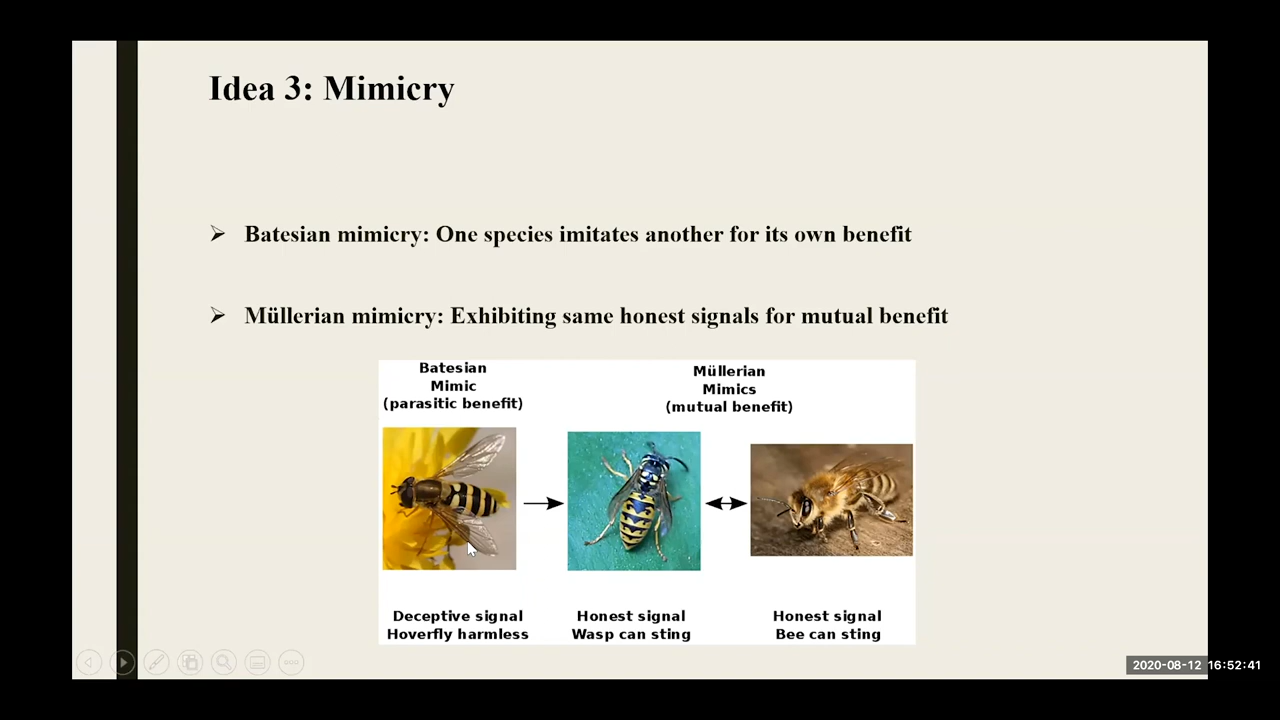 Idea 3: Mimicry
➢ Batesian mimicry: One species imitates another for its own benefit
➢ Müllerian mimicry: Exhibiting same honest signals for mutual benefit
Batesian
Mimic
(parasitic benefit)
Müllerian
Mimics
(mutual benefit)
Deceptive signal
Hoverfly harmless
Honest signal
Wasp can sting
Honest signal
Bee can sting
2020-08-12 16:52:41